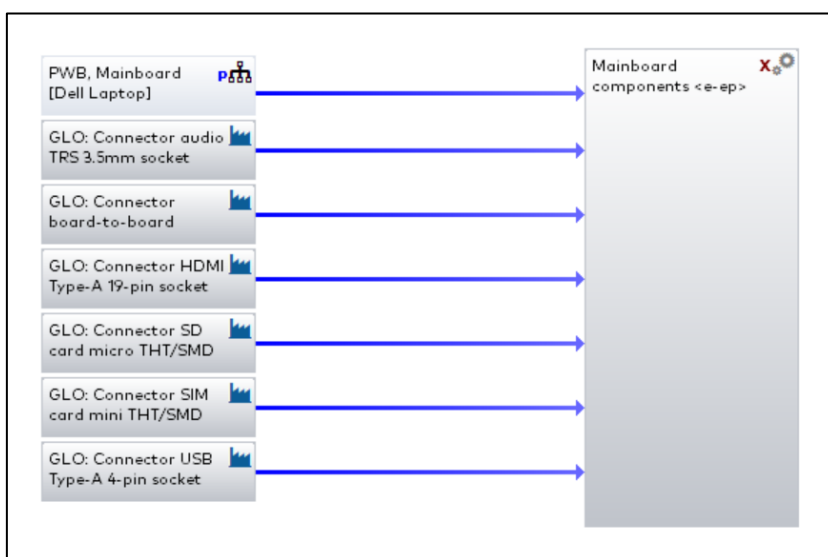 PWB, Mainboard
[Dell Laptop]
p
GLO: Connector audio
TRS 3.5mm socket
GLO: Connector
board-to-board
GLO: Connector HDMI
Type-A 19-pin socket
GLO: Connector SD
card micro THT/SMD
GLO: Connector SIM
card mini THT/SMD
GLO: Connector USB
Type-A 4-pin socket
Mainboard
components <e-ep>
X